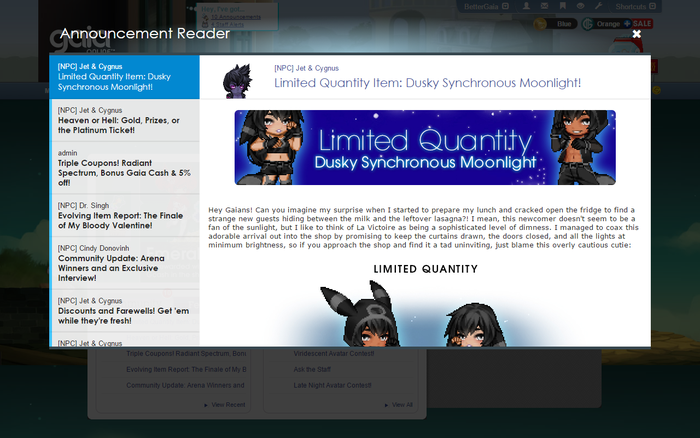 Hey, I've got...
12 Announcements
Staff Alerts
BetterGaia
Shortcuts
gaia
Blue
Orange
SALE
Announcement Reader
[NPC] Jet & Cygnus
Limited Quantity Item: Dusky
Synchronous Moonlight!
[NPC] Jet & Cygnus
Heaven or Hell: Gold, Prizes, or
the Platinum Ticket!
admin
Triple Coupons! Radiant
Spectrum, Bonus Gaia Cash & 5%
off!
[NPC] Dr. Singh
Evolving Item Report: The Finale
of My Bloody Valentine!
[NPC] Cindy Donovinh
Community Update: Arena
Winners and an Exclusive
Interview!
[NPC] Jet & Cygnus
Discounts and Farewells! Get 'em
while they're fresh!
[NPC] Jet & Cygnus
[NPC] Jet & Cygnus
Limited Quantity Item: Dusky Synchronous Moonlight!
Limited Quantity
Dusky Synchronous Moonlight
Hey Gaians! Can you imagine my surprise when I started to prepare my lunch and cracked open the fridge to find a
strange new guests hiding between the milk and the leftover lasagna?! I mean, this newcomer doesn't seem to be a
fan of the sunlight, but I like to think of La Victoire as being a sophisticated level of dimness. I managed to coax this
adorable arrival out into the shop by promising to keep the curtains drawn, the doors closed, and all the lights at
minimum brightness, so if you approach the shop and find it a tad uninviting, just blame this overly cautious cutie:
LIMITED QUANTITY
Triple Coupons! Radiant Spectrum, Bonu
Evolving Item Report: The Finale of My B
Community Update: Arena Winners and
View Recent
Viridescent Avatar Contest!
Ask the Staff
Late Night Avatar Contest!
View All